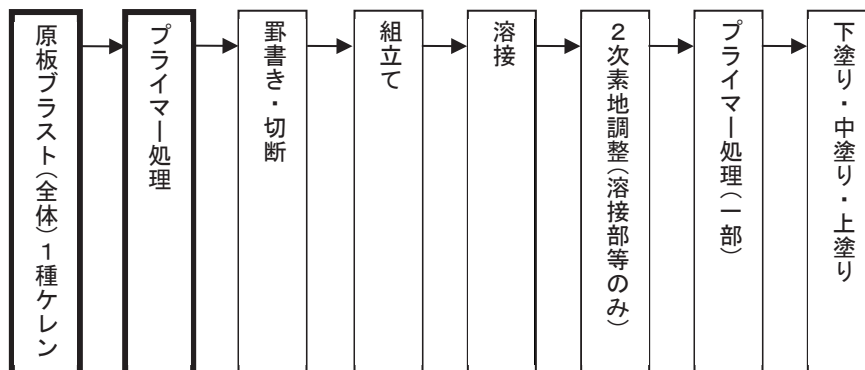 原板ブラスト(全体)1種ケレン
プライマー処理
罫書き・切断
組立て
溶接
2次素地調整(溶接部等のみ)
プライマー処理(一部)
下塗り・中塗り・上塗り